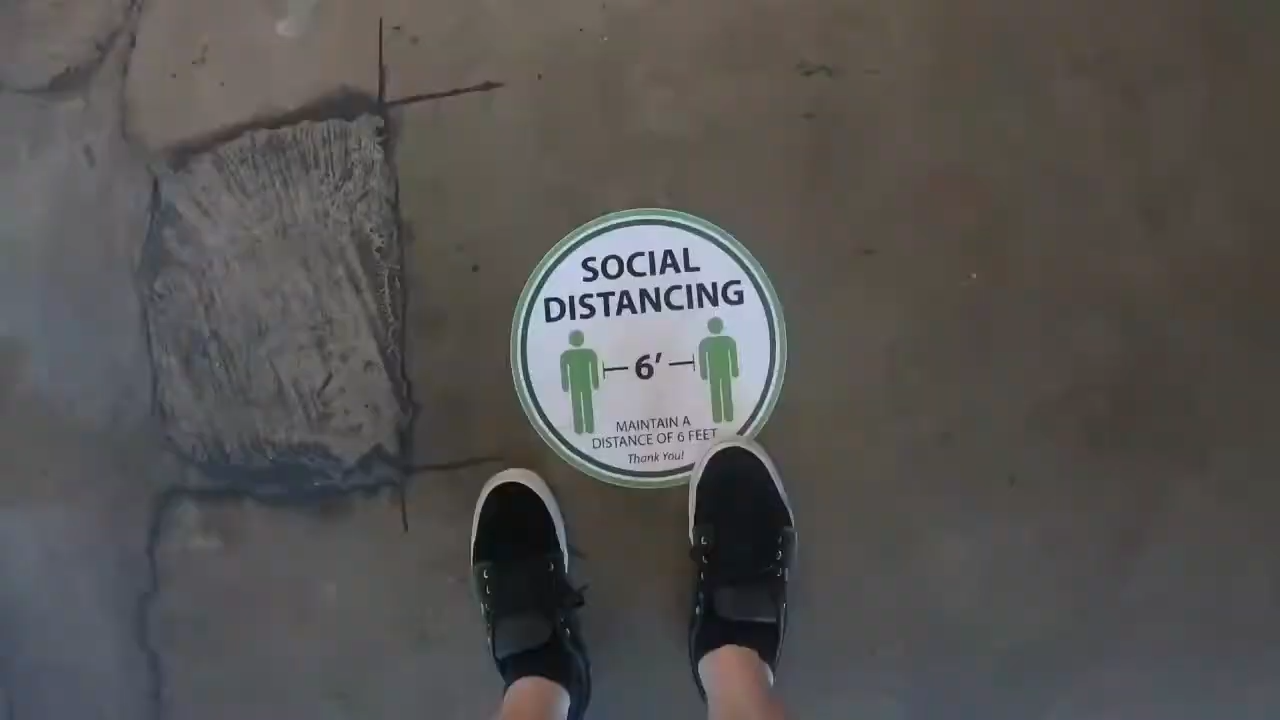 SOCIAL
DISTANCING
6'
MAINTAIN A
DISTANCE OF 6 FEET
Thank You!